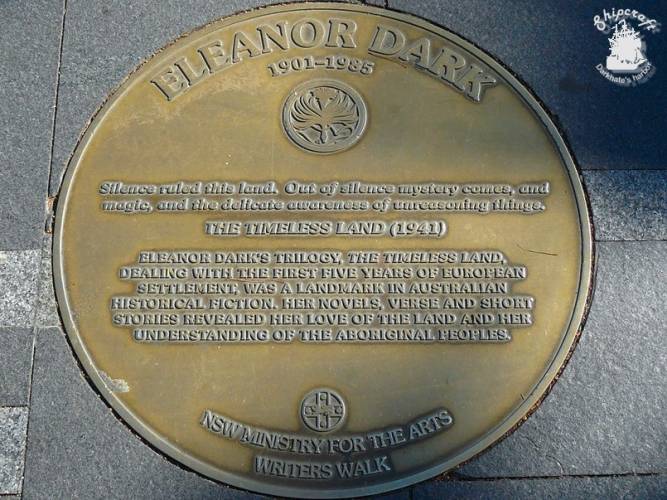 ELEANOR DARK
1901-1985
Silence ruled this land. Out of silence mystery comes, and
magic, and the delicate awareness of unreasoning things.
THE TIMELESS LAND (1941)
ELEANOR DARK'S TRILOGY, THE TIMELESS LAND,
DEALING WITH THE FIRST FIVE YEARS OF EUROPEAN
SETTLEMENT, WAS A LANDMARK IN AUSTRALIAN
HISTORICAL FICTION. HER NOVELS, VERSE AND SHORT
STORIES REVEALED HER LOVE OF THE LAND AND HER
UNDERSTANDING OF THE ABORIGINAL PEOPLES.
NSW MINISTRY FOR THE ARTS
WRITERS WALK
Shipcraft
Darkhate's harbor